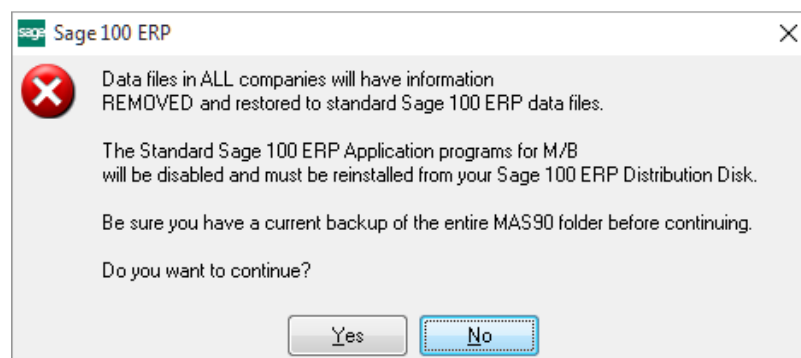 sage Sage 100 ERP
Data files in ALL companies will have information
REMOVED and restored to standard Sage 100 ERP data files.
The Standard Sage 100 ERP Application programs for M/B
will be disabled and must be reinstalled from your Sage 100 ERP Distribution Disk.
Be sure you have a current backup of the entire MAS90 folder before continuing.
Do you want to continue?
Yes No